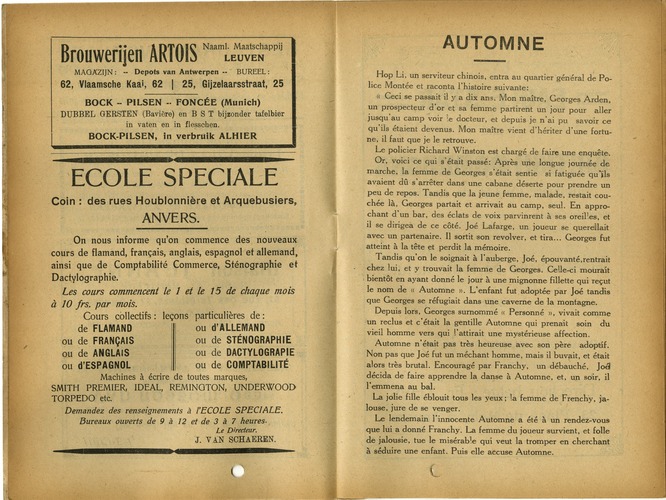 Brouwerijen ARTOIS Naaml. Maatschappij
LEUVEN
MAGAZIJN: -- Depots van Antwerpen -- BUREEL:
62, Vlaamsche Kaai, 62 | 25, Gijzelaarsstraat, 25
BOCK -- PILSEN -- FONCÉE (Munich)
DUBBEL GERSTEN (Bavière) en B S T bijzonder tafelbier
in vaten en in flesschen.
BOCK-PILSEN, in verbruik ALHIER
ECOLE SPECIALE
Coin : des rues Houblonnière et Arquebusiers,
ANVERS.
On nous informe qu'on commence des nouveaux
cours de flamand, français, anglais, espagnol et allemand,
ainsi que de Comptabilité Commerce, Sténographie et
Dactylographie.
Les cours commencent le 1 et le 15 de chaque mois
à 10 frs. par mois.
Cours collectifs : leçons particulières de :
de FLAMAND ou d'ALLEMAND
ou de FRANÇAIS ou de STÉNOGRAPHIE
ou de ANGLAIS ou de DACTYLOGRAPIE
ou d'ESPAGNOL ou de COMPTABILITÉ
Machines à écrire de toutes marques,
SMITH PREMIER, IDEAL, REMINGTON, UNDERWOOD
TORPEDO etc.
Demandez des renseignements à l'ECOLE SPECIALE.
Bureaux ouverts de 9 à 12 et de 3 à 7 heures.
Le Directeur.
J. VAN SCHAEREN.
AUTOMNE
Hop Li, un serviteur chinois, entra au quartier général de Po-
lice Montée et raconta l'histoire suivante:
« Ceci se passait il y a dix ans. Mon maître, Georges Arden,
un prospecteur d'or et sa femme partirent un jour pour aller
jusqu'au camp voir le docteur, et depuis je n'ai pu savoir ce
qu'ils étaient devenus. Mon maître vient d'hériter d'une fortu-
ne, il faut que je le retrouve.
Le policier Richard Winston est chargé de faire une enquête.
Or, voici ce qui s'était passé: Après une longue journée de
marche, la femme de Georges s'était sentie si fatiguée qu'ils
avaient dû s'arrêter dans une cabane déserte pour prendre un
peu de repos. Tandis que la jeune femme, malade, restait cou-
chée là, Georges partait et arrivait au camp, seul. En appro-
chant d'un bar, des éclats de voix parvinrent à ses oreilles, et
il se dirigea de ce côté. Joé Lafarge, un joueur se querellait
avec un partenaire. Il sortit son revolver, et tira... Georges fut
atteint à la tête et perdit la mémoire.
Tandis qu'on le soignait à l'auberge, Joé, épouvanté, rentrait
chez lui, et y trouvait la femme de Georges. Celle-ci mourait
bientôt en ayant donné le jour à une mignonne fillette qui reçut
le nom de « Automne ». L'enfant fut adoptée par Joé tandis
que Georges se réfugiait dans une caverne de la montagne.
Depuis lors, Georges surnommé « Personné », vivait comme
un reclus et c'était la gentille Automne qui prenait soin du
vieil homme vers qui l'attirait une mystérieuse affection.
Automne n'était pas très heureuse avec son père adoptif.
Non pas que Joé fut un méchant homme, mais il buvait, et était
alors très brutal. Encouragé par Franchy, un débauché, Joé
décida de faire apprendre la danse à Automne, et, un soir, il
l'emmena au bal.
La jolie fille éblouit tous les yeux ; la femme de Frenchy, ja-
louse, jure de se venger.
Le lendemain l'innocente Automne a été à un rendez-vous
que lui a donné Franchy. La femme du joueur survient, et folle
de jalousie, tue le misérable qui veut la tromper en cherchant
à séduire une enfant. Puis elle accuse Automne.